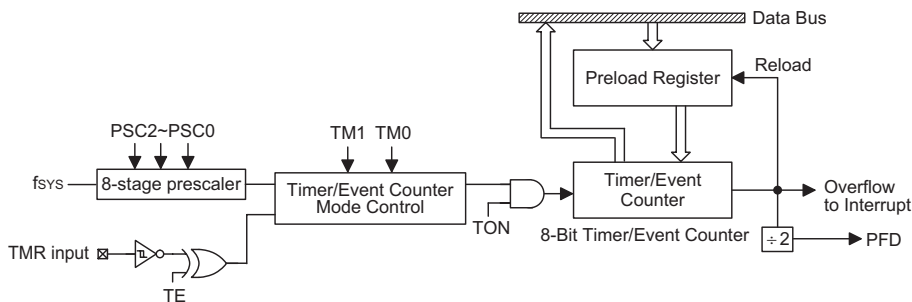 Data Bus
Preload Register
Reload
PSC2~PSC0
TM1 TM0
fSYS
8-stage prescaler
Timer/Event Counter
Mode Control
TON
Timer/Event
Counter
8-Bit Timer/Event Counter
Overflow
to Interrupt
÷2
PFD
TMR input
TE